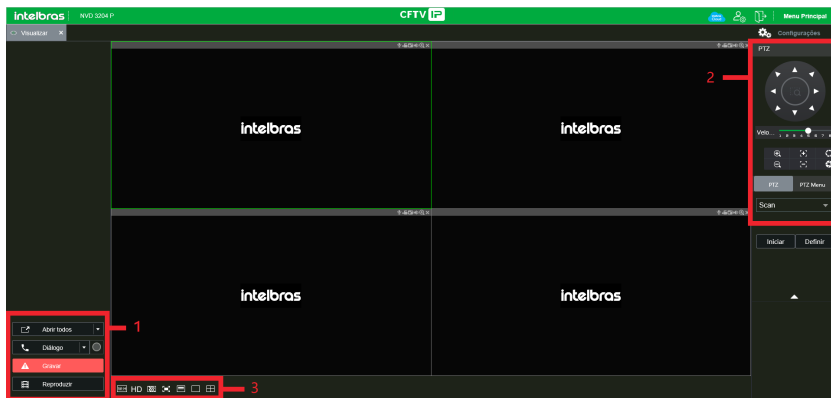 intelbras NVD 3204 P CFTV IP Menu Principal
Visualizar × Configurações
PTZ
2
intelbras intelbras
Velo...
PTZ PTZ Menu
Scan
Iniciar Definir
intelbras intelbras
Abrir todos 1
Diálogo
Gravar
Reproduzir
HD 3